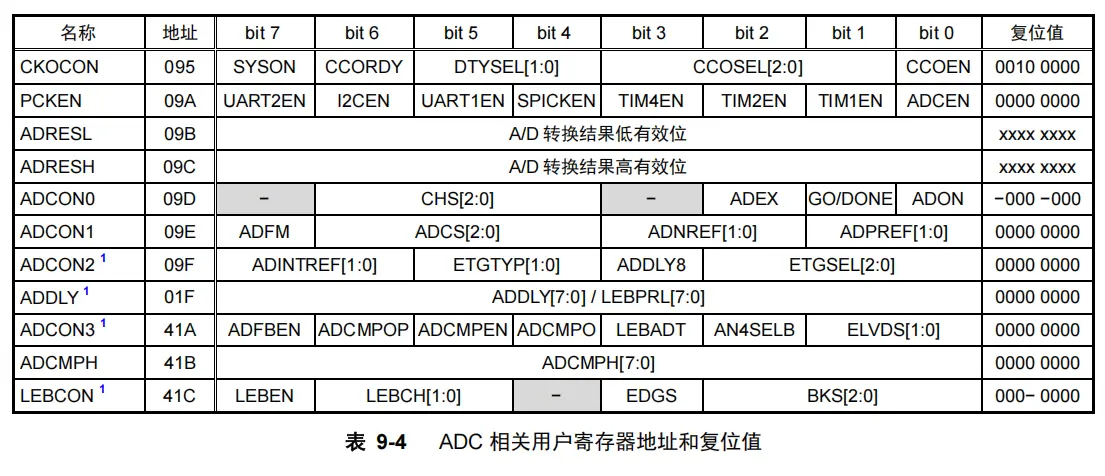 名称 地址 bit 7 bit 6 bit 5 bit 4 bit 3 bit 2 bit 1 bit 0 复位值
CKOCON 095 SYSON CCORDY DTYSEL[1:0] CCOSEL[2:0] CCOEN 0010 0000
PCKEN 09A UART2EN I2CEN UART1EN SPICKEN TIM4EN TIM2EN TIM1EN ADCEN 0000 0000
ADRESL 09B A/D 转换结果低有效位 xxxx xxxx
ADRESH 09C A/D 转换结果高有效位 xxxx xxxx
ADCON0 09D − CHS[2:0] − ADEX GO/DONE ADON −000 −000
ADCON1 09E ADFM ADCS[2:0] ADNREF[1:0] ADPREF[1:0] 0000 0000
ADCON2 1 09F ADINTREF[1:0] ETGTYP[1:0] ADDLY8 ETGSEL[2:0] 0000 0000
ADDLY 1 01F ADDLY[7:0] / LEBPRL[7:0] 0000 0000
ADCON3 1 41A ADFBEN ADCMPOP ADCMPEN ADCMPO LEBADT AN4SELB ELVDS[1:0] 0000 0000
ADCMPH 41B ADCMPH[7:0] 0000 0000
LEBCON 1 41C LEBEN LEBCH[1:0] − EDGS BKS[2:0] 000− 0000
表 9-4 ADC 相关用户寄存器地址和复位值